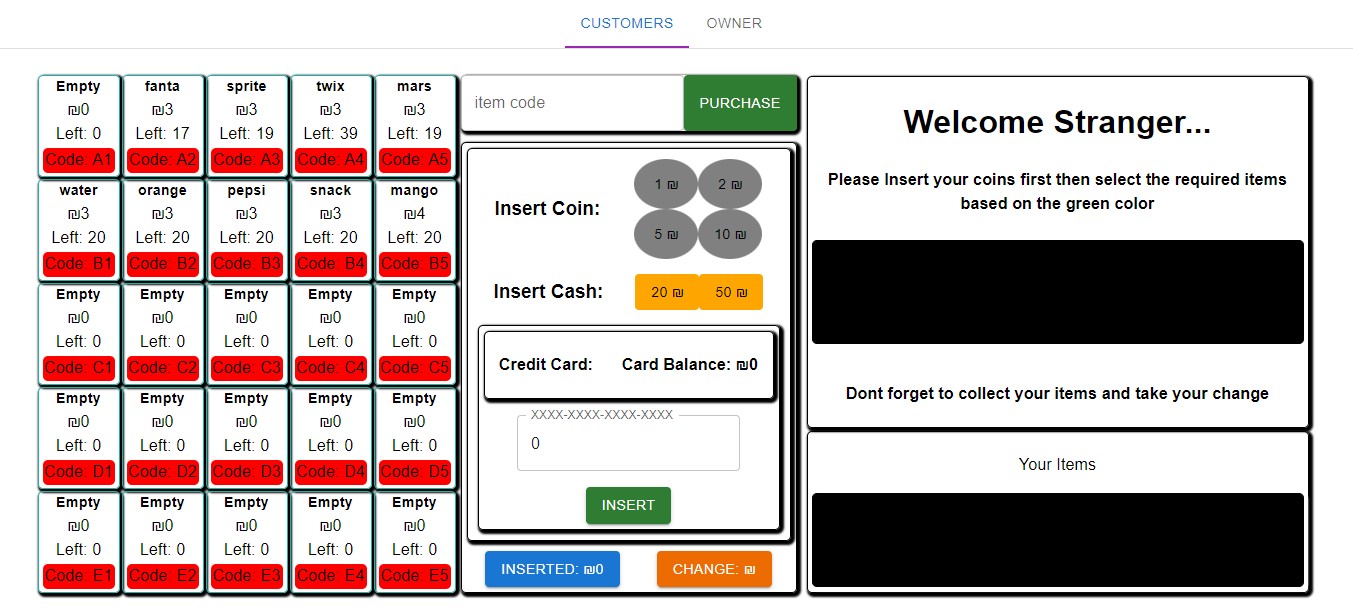 CUSTOMERS OWNER
Empty fanta sprite twix mars
₪0 ₪3 ₪3 ₪3 ₪3
Left: 0 Left: 17 Left: 19 Left: 39 Left: 19
Code: A1 Code: A2 Code: A3 Code: A4 Code: A5
water orange pepsi snack mango
₪3 ₪3 ₪3 ₪3 ₪4
Left: 20 Left: 20 Left: 20 Left: 20 Left: 20
Code: B1 Code: B2 Code: B3 Code: B4 Code: B5
Empty Empty Empty Empty Empty
₪0 ₪0 ₪0 ₪0 ₪0
Left: 0 Left: 0 Left: 0 Left: 0 Left: 0
Code: C1 Code: C2 Code: C3 Code: C4 Code: C5
Empty Empty Empty Empty Empty
₪0 ₪0 ₪0 ₪0 ₪0
Left: 0 Left: 0 Left: 0 Left: 0 Left: 0
Code: D1 Code: D2 Code: D3 Code: D4 Code: D5
Empty Empty Empty Empty Empty
₪0 ₪0 ₪0 ₪0 ₪0
Left: 0 Left: 0 Left: 0 Left: 0 Left: 0
Code: E1 Code: E2 Code: E3 Code: E4 Code: E5
item code PURCHASE
Insert Coin:
1 ₪ 2 ₪
5 ₪ 10 ₪
Insert Cash: 20 ₪ 50 ₪
Credit Card: Card Balance: ₪0
XXXX-XXXX-XXXX-XXXX
0
INSERT
INSERTED: ₪0 CHANGE: ₪
Welcome Stranger...
Please Insert your coins first then select the required items
based on the green color
Dont forget to collect your items and take your change
Your Items